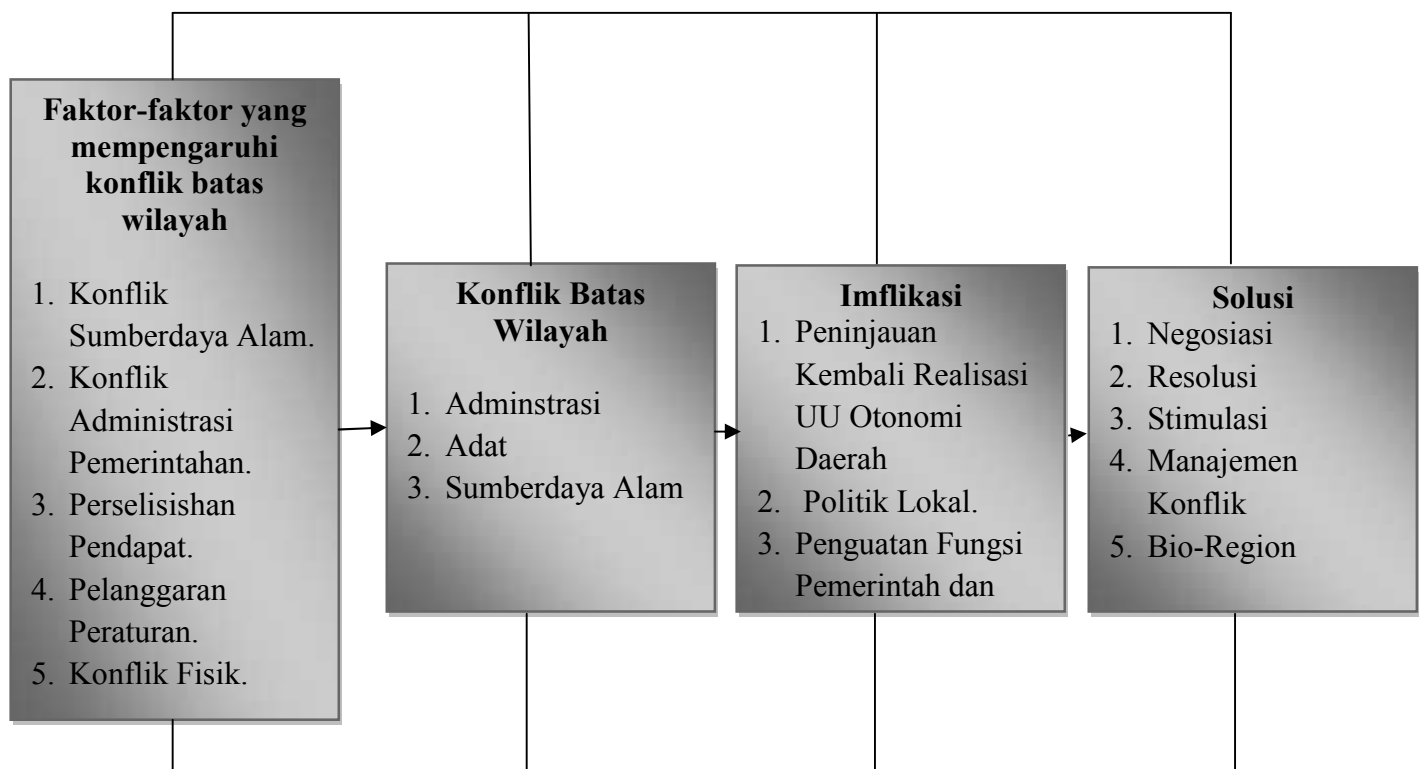 Faktor-faktor yang
mempengaruhi
konflik batas
wilayah
1. Konflik
Sumberdaya Alam.
2. Konflik
Administrasi
Pemerintahan.
3. Perselisishan
Pendapat.
4. Pelanggaran
Peraturan.
5. Konflik Fisik.
Konflik Batas
Wilayah
1. Adminstrasi
2. Adat
3. Sumberdaya Alam
Imflikasi
1. Peninjauan
Kembali Realisasi
UU Otonomi
Daerah
2. Politik Lokal.
3. Penguatan Fungsi
Pemerintah dan
Solusi
1. Negosiasi
2. Resolusi
3. Stimulasi
4. Manajemen
Konflik
5. Bio-Region